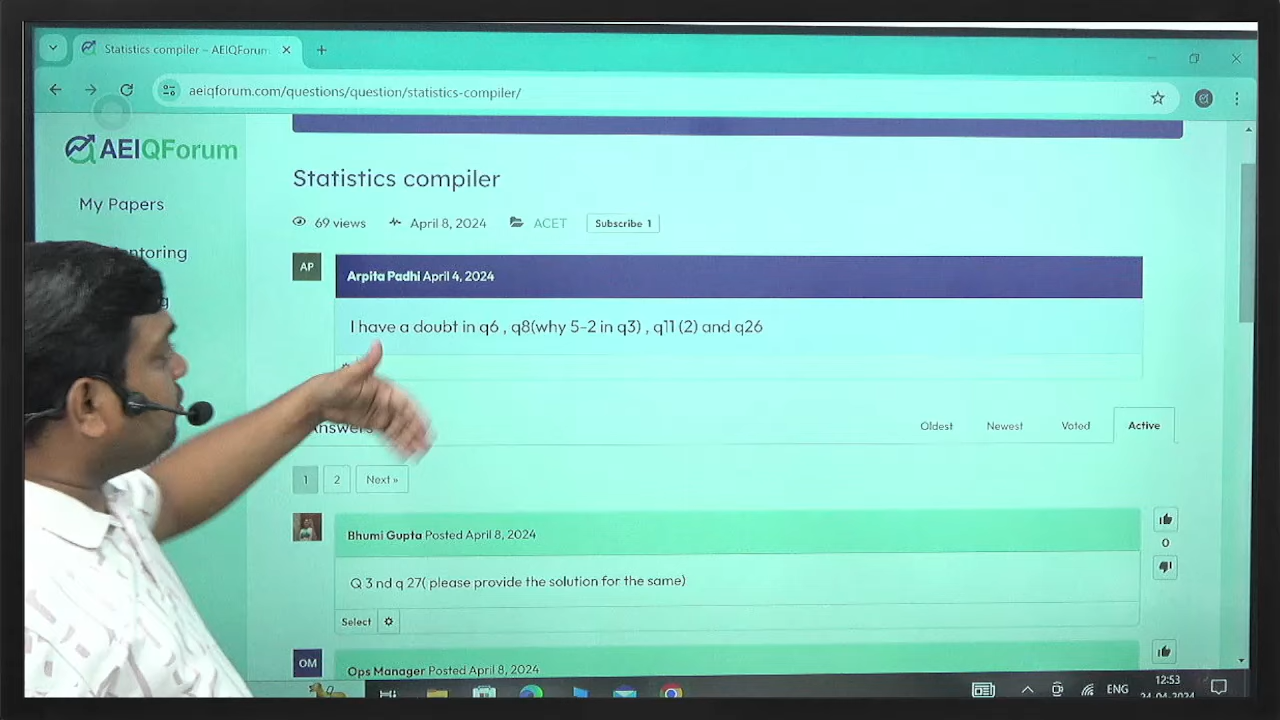 Statistics compiler – AEIQForum
aeiqforum.com/questions/question/statistics-compiler/
AEIQForum
My Papers
Statistics compiler
69 views April 8, 2024 ACET Subscribe 1
AP
Arpita Padhi April 4, 2024
I have a doubt in q6 , q8(why 5-2 in q3) , q11 (2) and q26
Answers
Oldest Newest Voted Active
1 2 Next »
Bhumi Gupta Posted April 8, 2024
0
Q 3 nd q 27( please provide the solution for the same)
Select
OM
Ops Manager Posted April 8, 2024
ENG
12:53
24-04-2024